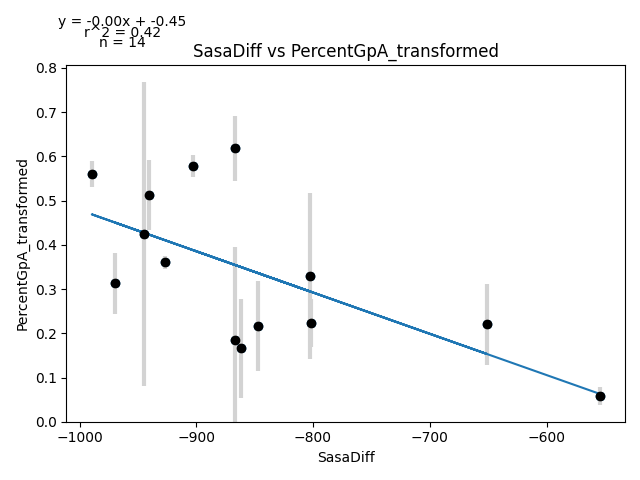 y = -0.00x + -0.45
r^2 = 0.42
n = 14
SasaDiff vs PercentGpA_transformed
0.8
0.7
0.6
0.5
0.4
0.3
0.2
0.1
0.0
PercentGpA_transformed
−1000
−900
−800
−700
−600
SasaDiff